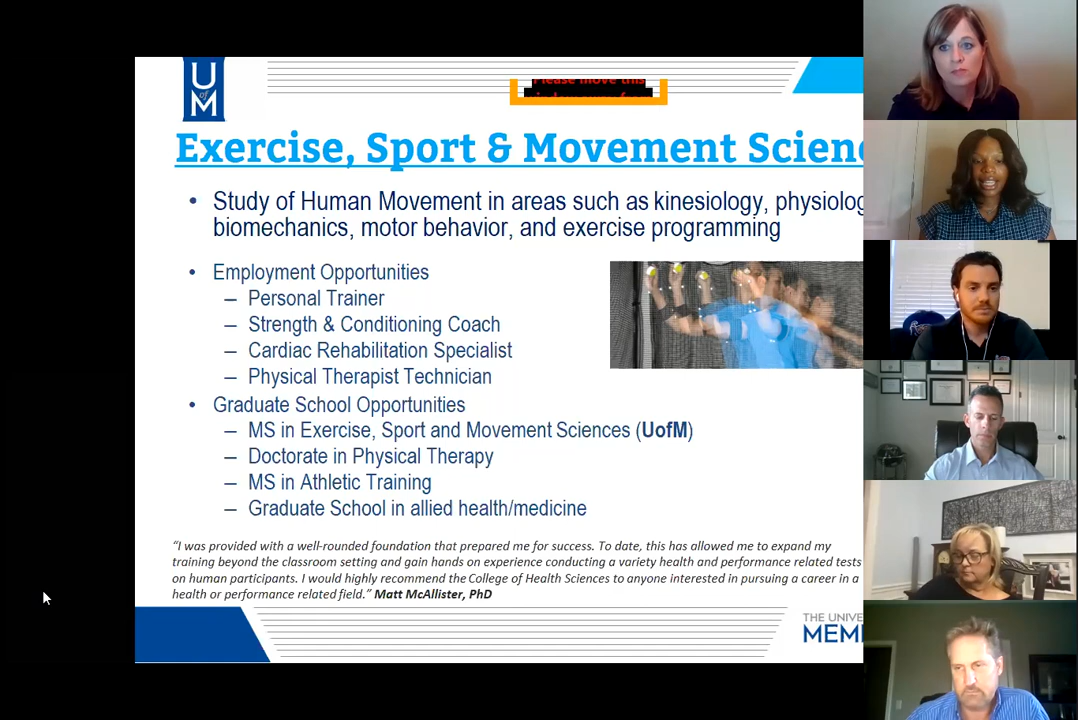 U
of
M
Please move this
Exercise, Sport & Movement Scien
• Study of Human Movement in areas such as kinesiology, physiolog
biomechanics, motor behavior, and exercise programming
• Employment Opportunities
– Personal Trainer
– Strength & Conditioning Coach
– Cardiac Rehabilitation Specialist
– Physical Therapist Technician
• Graduate School Opportunities
– MS in Exercise, Sport and Movement Sciences (UofM)
– Doctorate in Physical Therapy
– MS in Athletic Training
– Graduate School in allied health/medicine
“I was provided with a well-rounded foundation that prepared me for success. To date, this has allowed me to expand my
training beyond the classroom setting and gain hands on experience conducting a variety health and performance related tests
on human participants. I would highly recommend the College of Health Sciences to anyone interested in pursuing a career in a
health or performance related field.” Matt McAllister, PhD
THE UNIVE
MEM